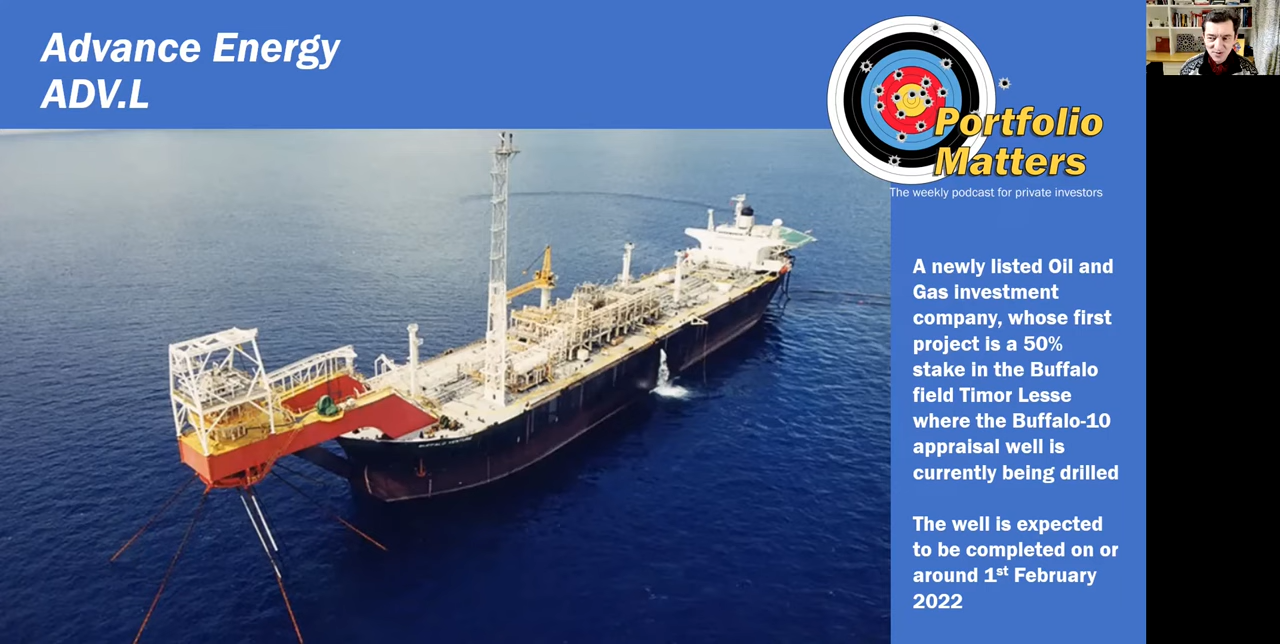 Advance Energy
ADV.L
Portfolio
Matters
The weekly podcast for private investors
A newly listed Oil and
Gas investment
company, whose first
project is a 50%
stake in the Buffalo
field Timor Lesse
where the Buffalo-10
appraisal well is
currently being drilled
The well is expected
to be completed on or
around 1st February
2022
BUFFALO VENTURE